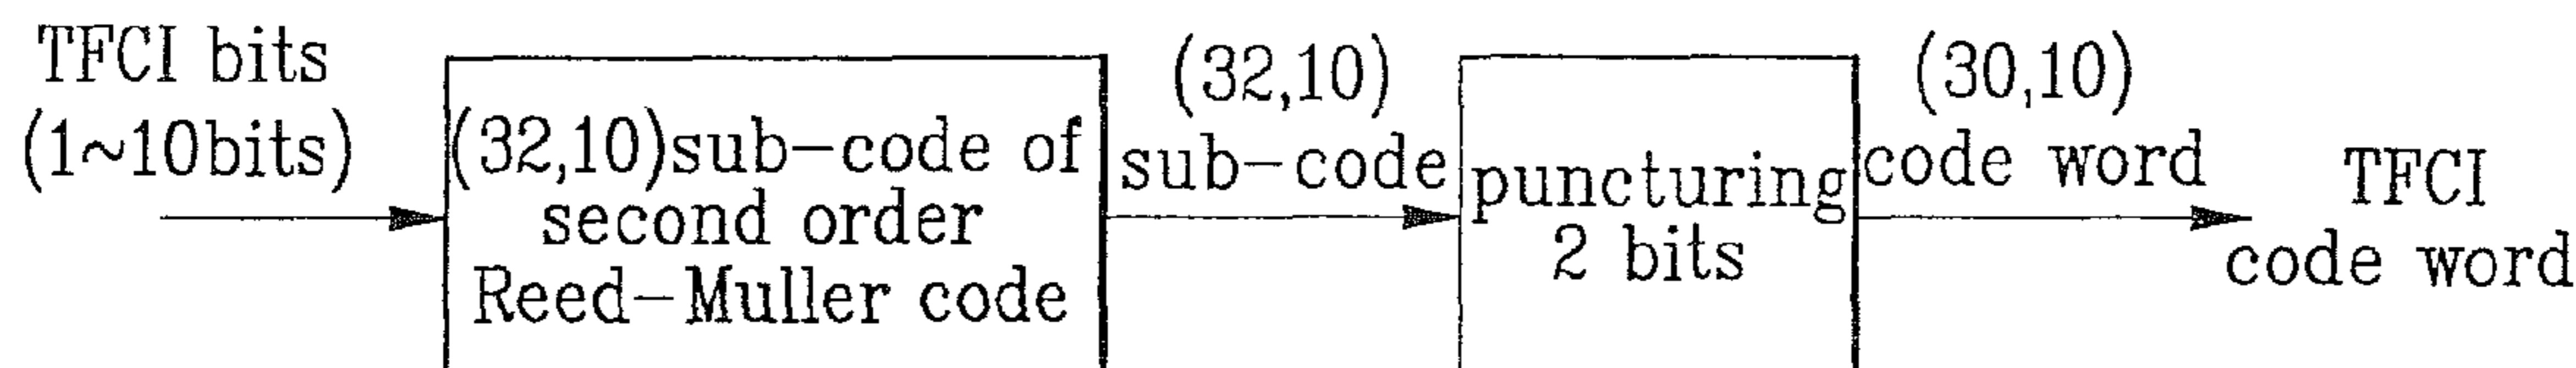 TFCI bits
(1~10bits)
(32,10)sub-code of
second order
Reed-Muller code
(32,10)
sub-code
puncturing
2 bits
(30,10)
code word
TFCI
code word